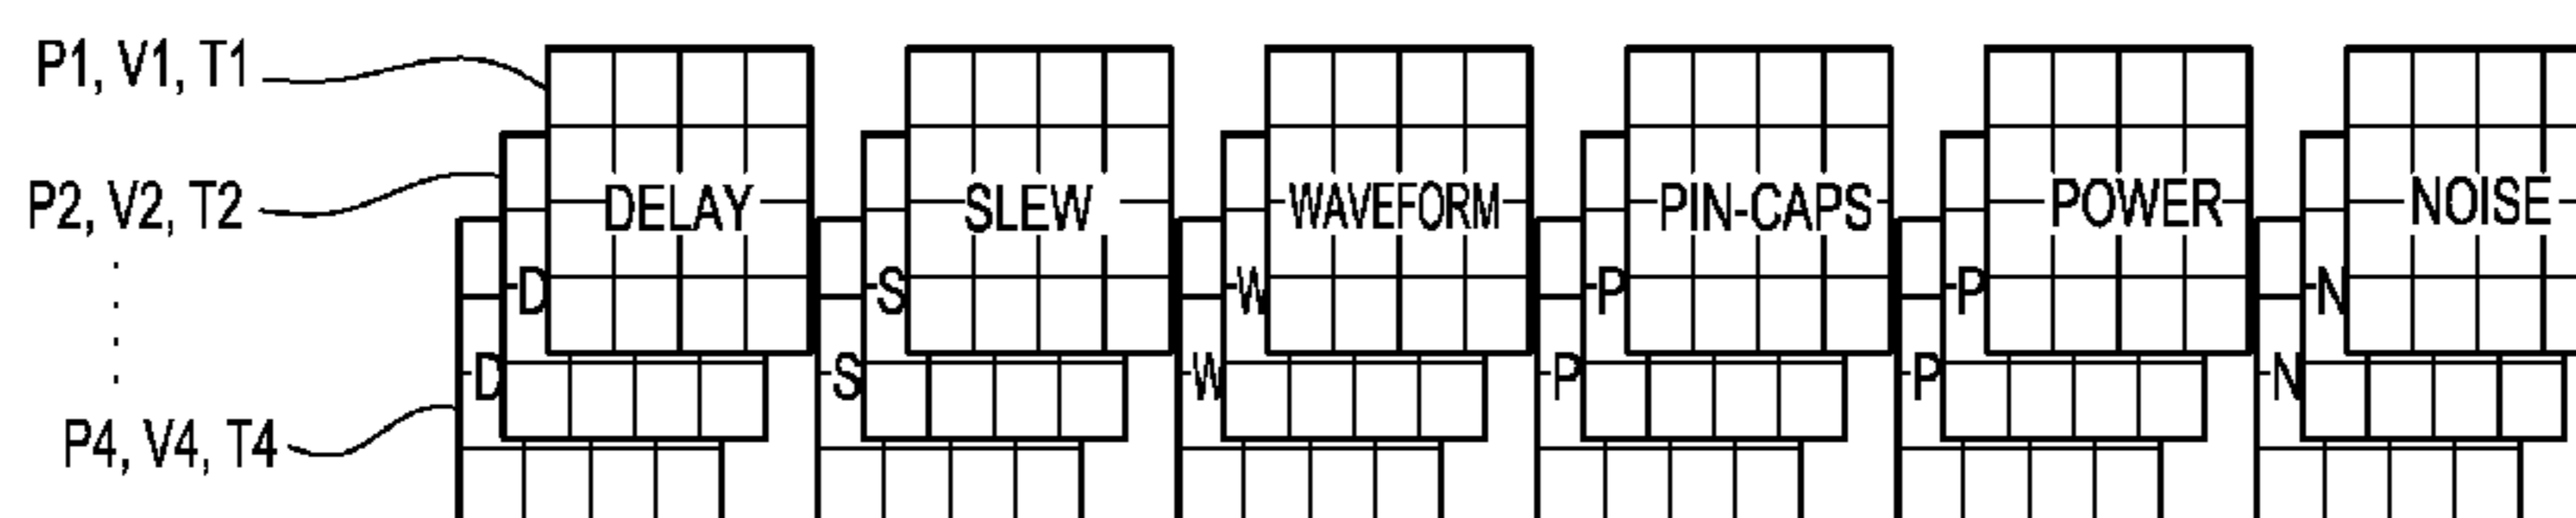 P1, V1, T1
P2, V2, T2
DELAY SLEW WAVEFORM PIN-CAPS POWER NOISE
D S W P P N
D S W P P N
P4, V4, T4